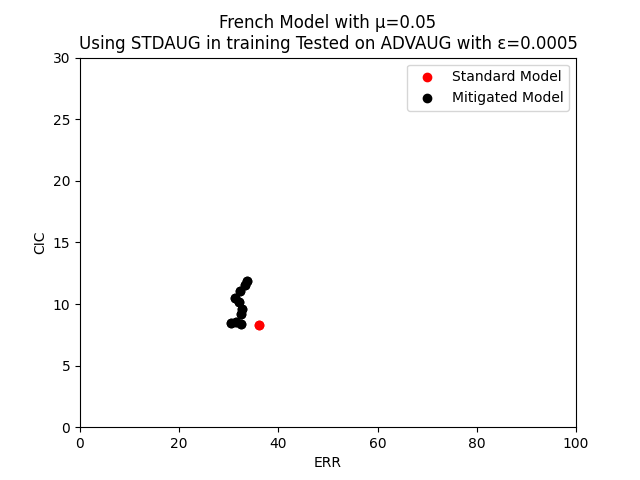 French Model with μ=0.05
Using STDAUG in training Tested on ADVAUG with ε=0.0005
Standard Model
Mitigated Model
30
25
20
15
10
5
0
CIC
0 20 40 60 80 100
ERR